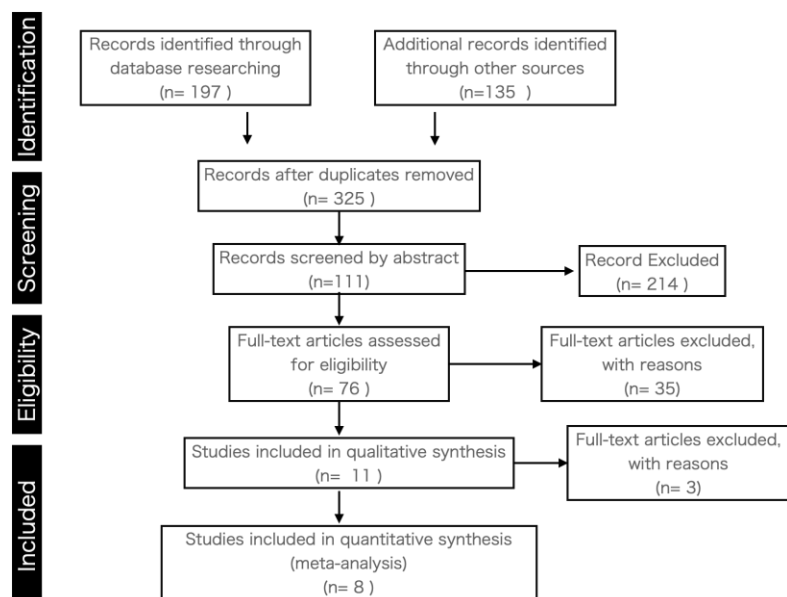 Identification
Records identified through
database researching
(n= 197 )
Additional records identified
through other sources
(n=135  )
Records after duplicates removed
(n= 325 )
Screening
Records screened by abstract
(n=111)
Record Excluded
(n= 214 )
Eligibility
Full-text articles assessed
for eligibility
(n= 76 )
Full-text articles excluded,
with reasons
(n= 35)
Included
Studies included in qualitative synthesis
(n=  11 )
Full-text articles excluded,
with reasons
(n= 3)
Studies included in quantitative synthesis
(meta-analysis)
(n= 8 )